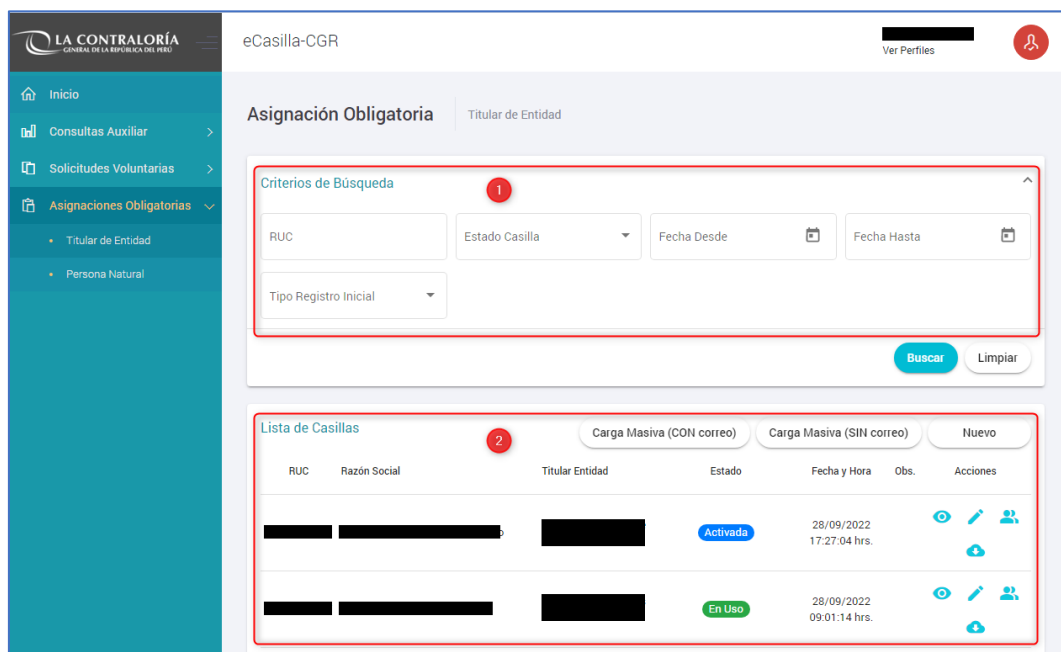 LA CONTRALORÍA
GENERAL DE LA REPÚBLICA DEL PERÚ
eCasilla-CGR
Ver Perfiles
Inicio
Consultas Auxiliar
Solicitudes Voluntarias
Asignaciones Obligatorias
Titular de Entidad
Persona Natural
Asignación Obligatoria Titular de Entidad
Criterios de Búsqueda 1
RUC Estado Casilla Fecha Desde Fecha Hasta
Tipo Registro Inicial
Buscar Limpiar
Lista de Casillas 2 Carga Masiva (CON correo) Carga Masiva (SIN correo) Nuevo
RUC Razón Social Titular Entidad Estado Fecha y Hora Obs. Acciones
Activada 28/09/2022
17:27:04 hrs.
En Uso 28/09/2022
09:01:14 hrs.